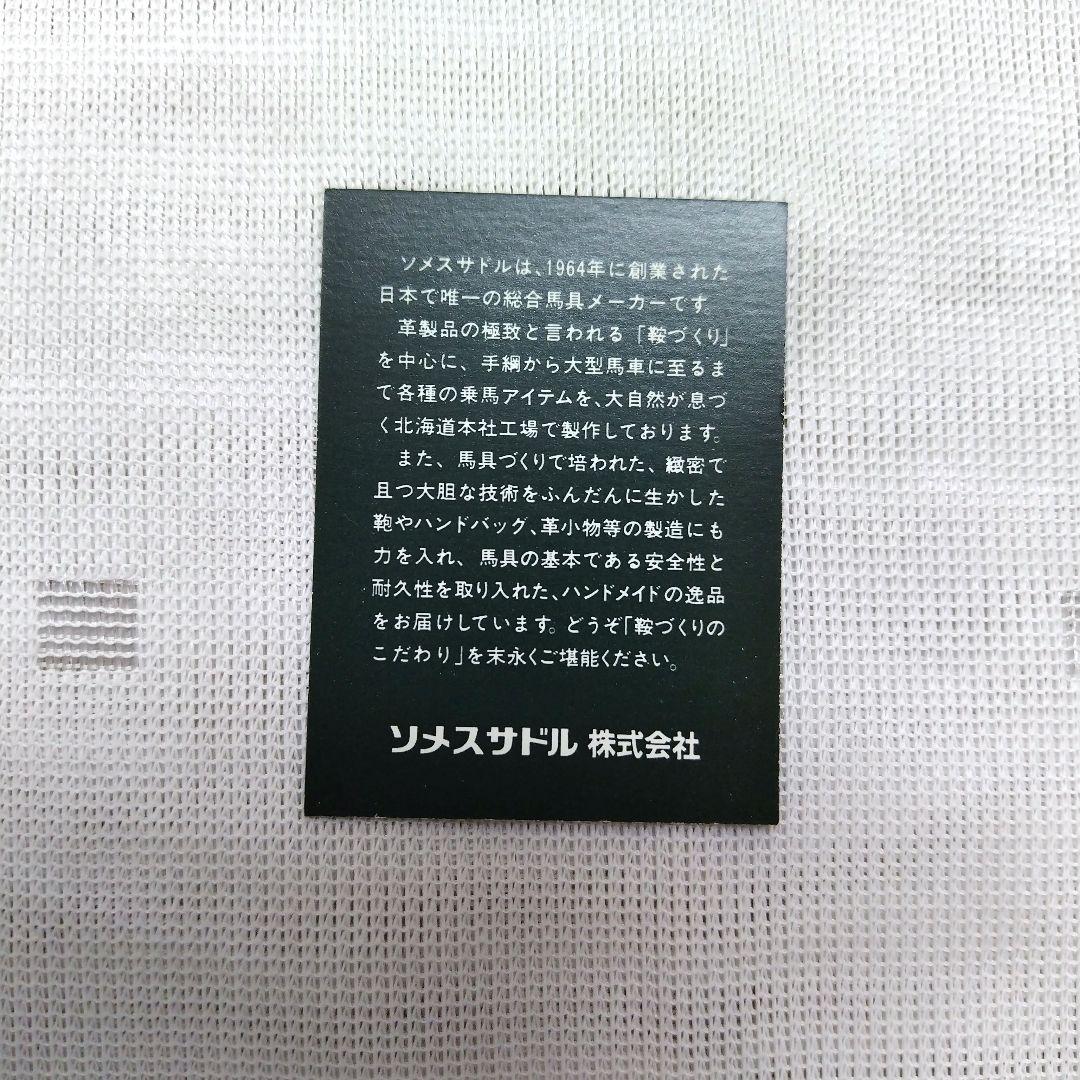 ソメスサドルは、1964年に創業された
日本で唯一の総合馬具メーカーです。
革製品の極致と言われる「鞍づくり」
を中心に、手綱から大型馬車に至るま
で各種の乗馬アイテムを、大自然が息づ
く北海道本社工場で製作しております。
また、馬具づくりで培われた、緻密で
且つ大胆な技術をふんだんに生かした
鞄やハンドバッグ、革小物等の製造にも
力を入れ、馬具の基本である安全性と
耐久性を取り入れた、ハンドメイドの逸品
をお届けしています。どうぞ「鞍づくりの
こだわり」を末永くご堪能ください。
ソメスサドル 株式会社